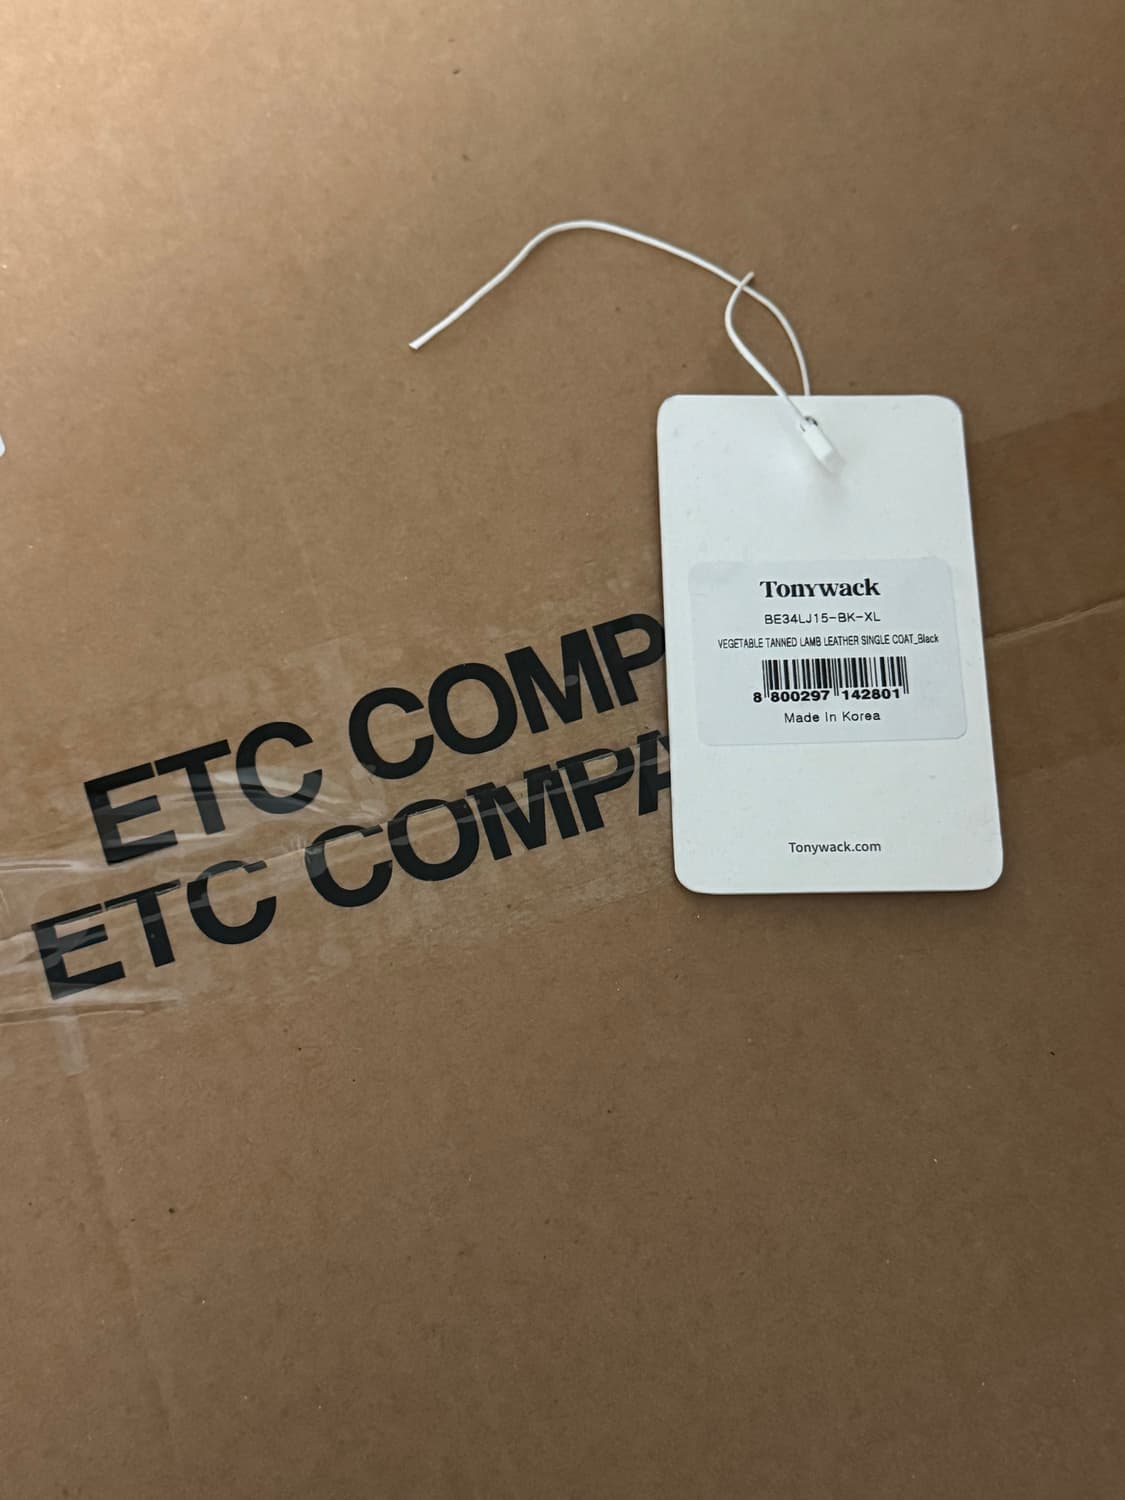 ETC COMP
ETC COMPA
Tonywack
BE34LJ15-BK-XL
VEGETABLE TANNED LAMB LEATHER SINGLE COAT_Black
8 800297 142801
Made In Korea
Tonywack.com